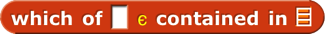 which of ϵ contained in